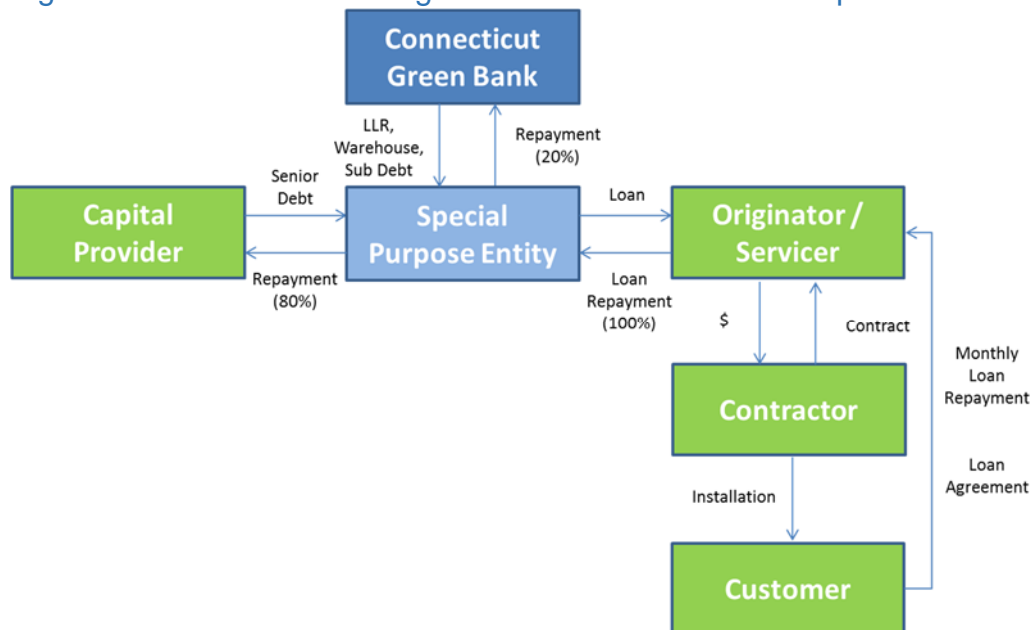 Connecticut
Green Bank
LLR,
Warehouse,
Sub Debt
Repayment
(20%)
Senior
Debt
Capital
Provider
Special
Purpose Entity
Loan
Originator /
Servicer
Repayment
(80%)
Loan
Repayment
(100%)
$
Contract
Monthly
Loan
Repayment
Contractor
Loan
Agreement
Installation
Customer